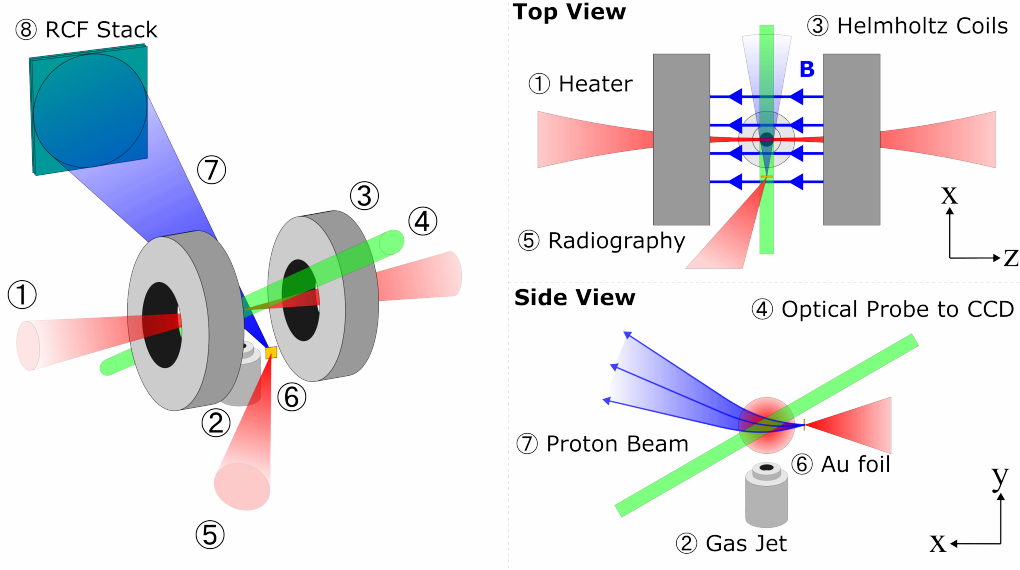 ⑧ RCF Stack
⑦
③
④
①
②
⑥
⑤
Top View
③ Helmholtz Coils
① Heater
B
⑤ Radiography
x
z
Side View
④ Optical Probe to CCD
⑦ Proton Beam
⑥ Au foil
② Gas Jet
y
x